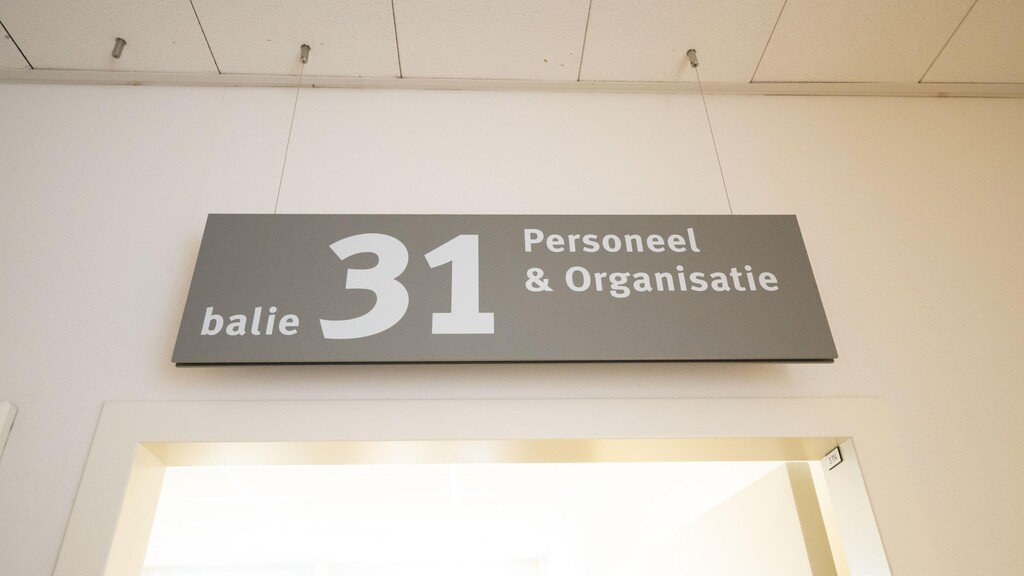 balie 31
Personeel
& Organisatie